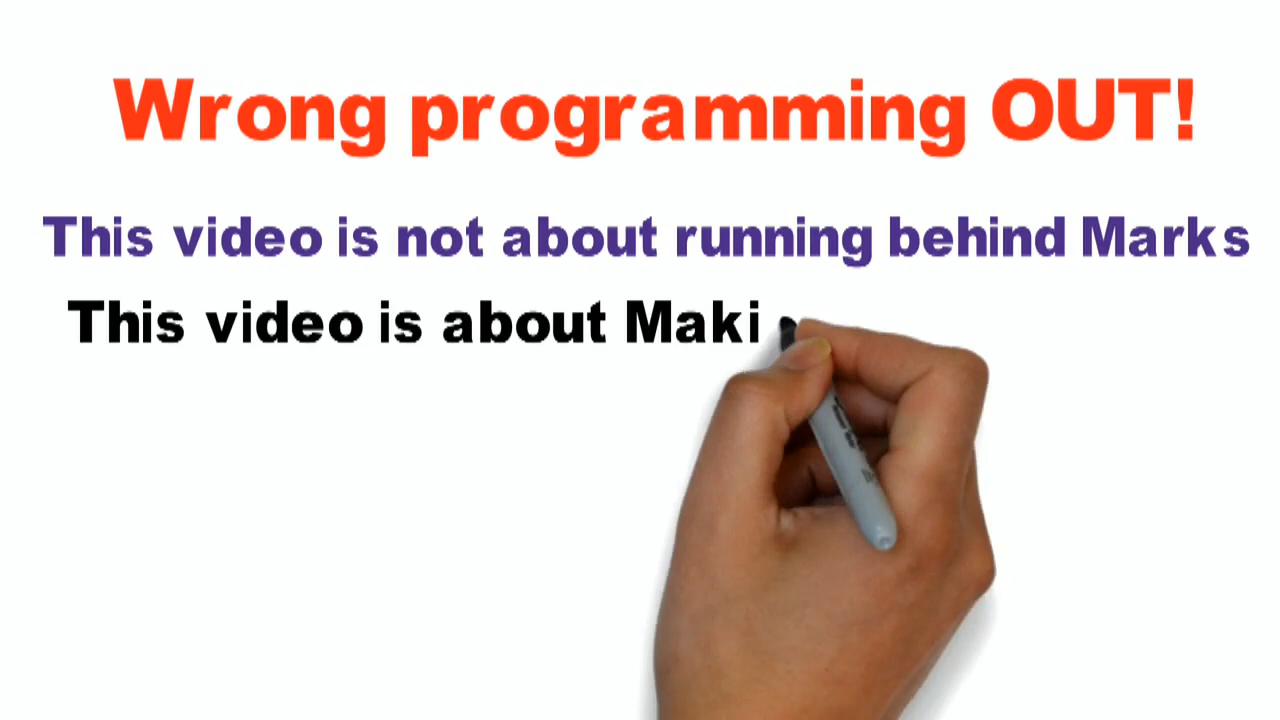 Wrong programming OUT!
This video is not about running behind Marks
This video is about Maki